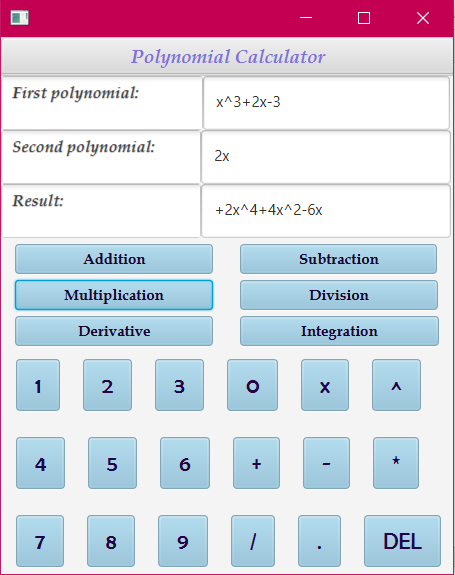 Polynomial Calculator
First polynomial: x^3+2x-3
Second polynomial: 2x
Result: +2x^4+4x^2-6x
Addition Subtraction
Multiplication Division
Derivative Integration
1 2 3 0 x ^
4 5 6 + - *
7 8 9 / . DEL